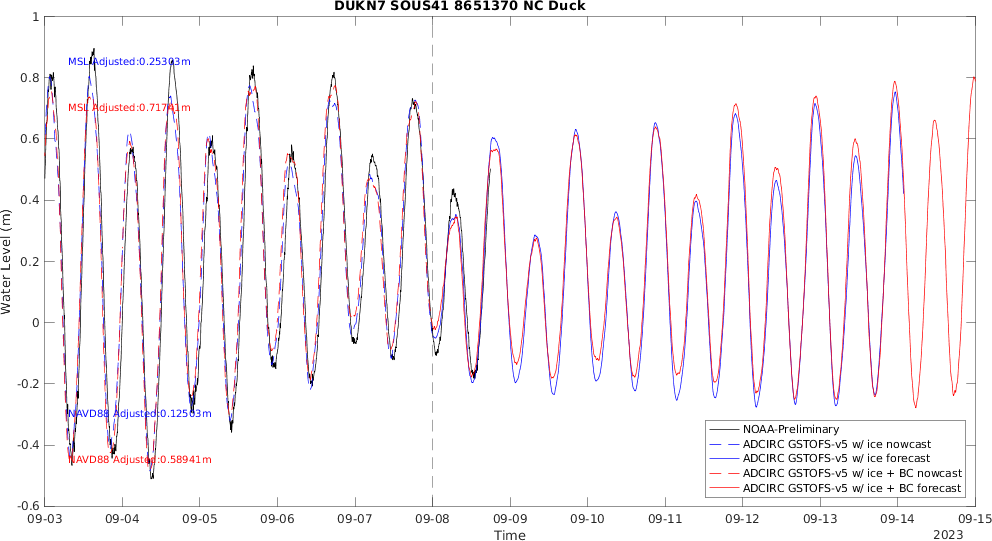 DUKN7 SOUS41 8651370 NC Duck
1
0.8
0.6
0.4
0.2
0
-0.2
-0.4
-0.6
Water Level (m)
MSL Adjusted:0.25303m
MSL Adjusted:0.71741m
NAVD88 Adjusted:0.12503m
NAVD88 Adjusted:0.58941m
NOAA-Preliminary
ADCIRC GSTOFS-v5 w/ ice nowcast
ADCIRC GSTOFS-v5 w/ ice forecast
ADCIRC GSTOFS-v5 w/ ice + BC nowcast
ADCIRC GSTOFS-v5 w/ ice + BC forecast
09-03 09-04 09-05 09-06 09-07 09-08 09-09 09-10 09-11 09-12 09-13 09-14 09-15
Time
2023